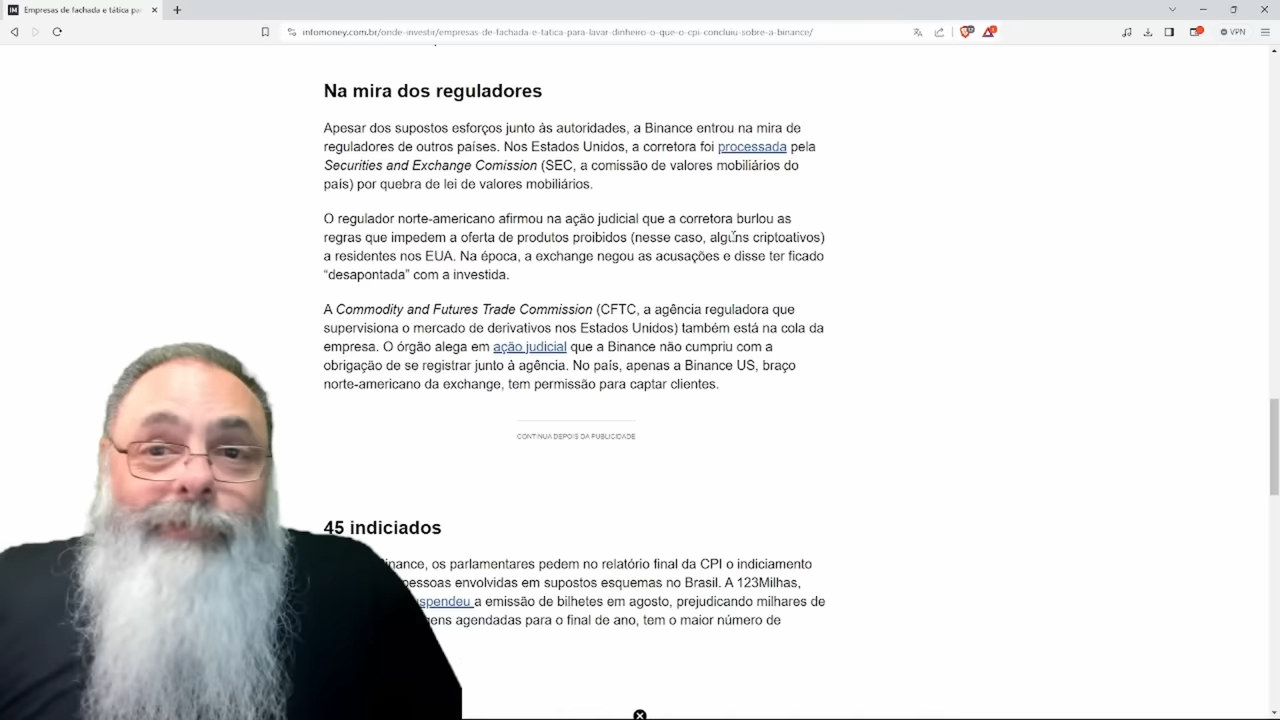 IM Empresas de fachada e tática pa
infomoney.com.br/onde-investir/empresas-de-fachada-e-tatica-para-lavar-dinheiro-o-que-o-cpi-concluiu-sobre-a-binance/
VPN
Na mira dos reguladores
Apesar dos supostos esforços junto às autoridades, a Binance entrou na mira de
reguladores de outros países. Nos Estados Unidos, a corretora foi processada pela
Securities and Exchange Comission (SEC, a comissão de valores mobiliários do
país) por quebra de lei de valores mobiliários.
O regulador norte-americano afirmou na ação judicial que a corretora burlou as
regras que impedem a oferta de produtos proibidos (nesse caso, alguns criptoativos)
a residentes nos EUA. Na época, a exchange negou as acusações e disse ter ficado
“desapontada” com a investida.
A Commodity and Futures Trade Commission (CFTC, a agência reguladora que
supervisiona o mercado de derivativos nos Estados Unidos) também está na cola da
empresa. O órgão alega em ação judicial que a Binance não cumpriu com a
obrigação de se registrar junto à agência. No país, apenas a Binance US, braço
norte-americano da exchange, tem permissão para captar clientes.
CONTINUA DEPOIS DA PUBLICIDADE
45 indiciados
inance, os parlamentares pedem no relatório final da CPI o indiciamento
pessoas envolvidas em supostos esquemas no Brasil. A 123Milhas,
spendeu a emissão de bilhetes em agosto, prejudicando milhares de
gens agendadas para o final de ano, tem o maior número de